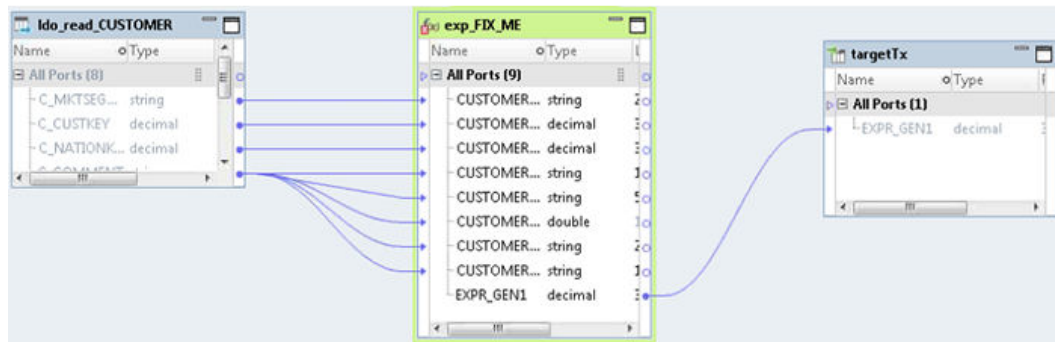 ldo_read_CUSTOMER
Name Type
All Ports (8)
C_MKTSEG... string
C_CUSTKEY decimal
C_NATIONK... decimal
exp_FIX_ME
Name Type
All Ports (9)
CUSTOMER... string
CUSTOMER... decimal
CUSTOMER... decimal
CUSTOMER... string
CUSTOMER... string
CUSTOMER... double
CUSTOMER... string
CUSTOMER... string
EXPR_GEN1 decimal
targetTx
Name Type
All Ports (1)
EXPR_GEN1 decimal